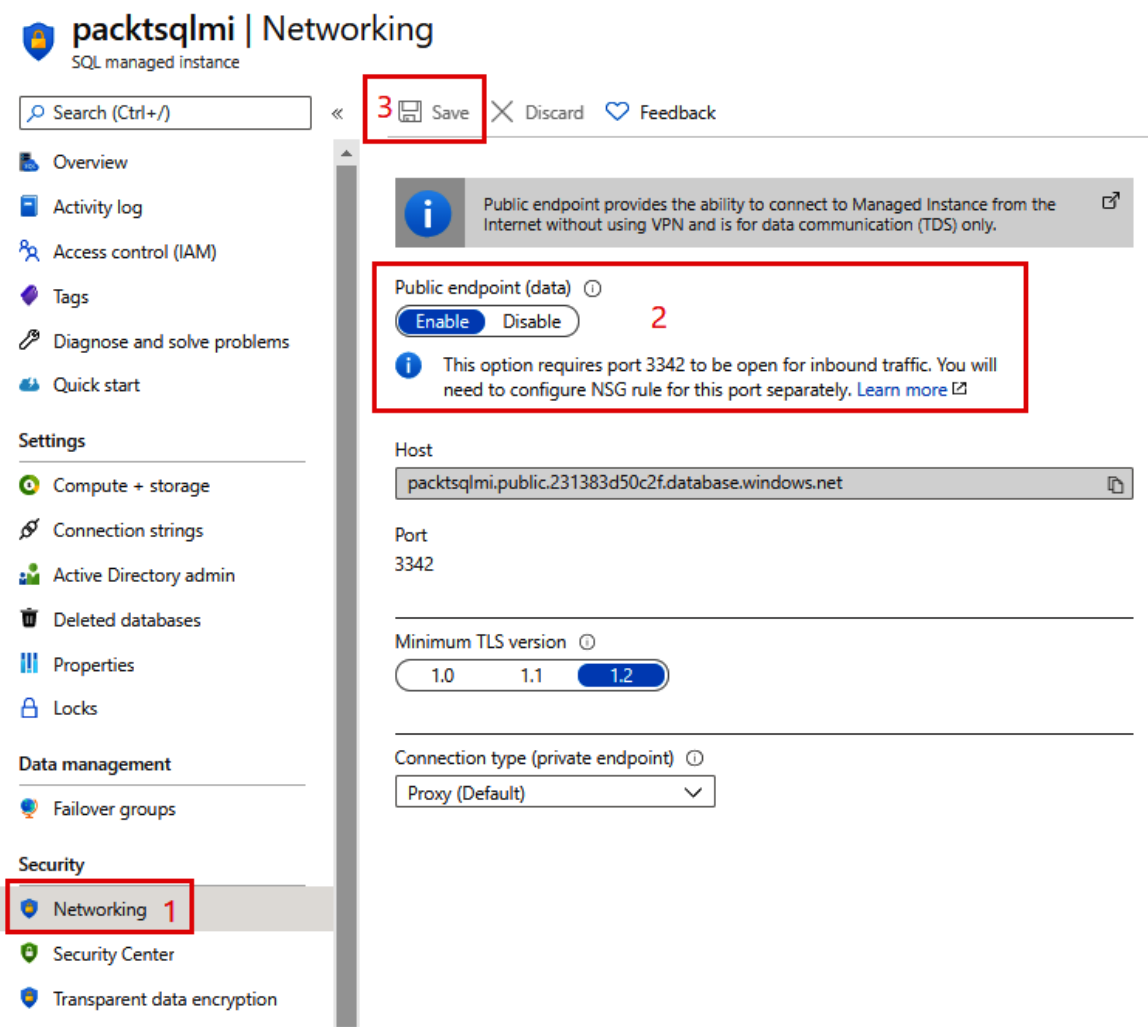 packtsqlmi | Networking
SQL managed instance
Search (Ctrl+/)
«
Overview
Activity log
Access control (IAM)
Tags
Diagnose and solve problems
Quick start
Settings
Compute + storage
Connection strings
Active Directory admin
Deleted databases
Properties
Locks
Data management
Failover groups
Security
Networking 1
Security Center
Transparent data encryption
3 Save Discard Feedback
Public endpoint provides the ability to connect to Managed Instance from the
Internet without using VPN and is for data communication (TDS) only.
Public endpoint (data)
Enable Disable 2
This option requires port 3342 to be open for inbound traffic. You will
need to configure NSG rule for this port separately. Learn more
Host
packtsqlmi.public.231383d50c2f.database.windows.net
Port
3342
Minimum TLS version
1.0 1.1 1.2
Connection type (private endpoint)
Proxy (Default)